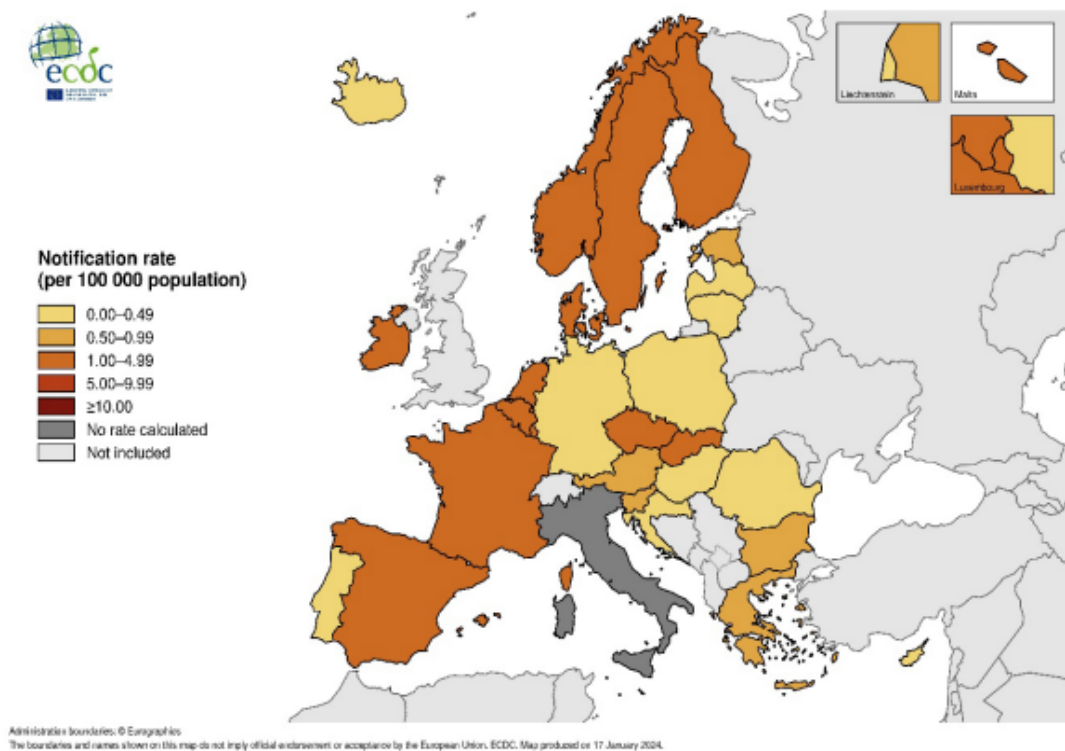 ecdc
Notification rate
(per 100 000 population)
0.00–0.49
0.50–0.99
1.00–4.99
5.00–9.99
≥10.00
No rate calculated
Not included
Liechtenstein
Malta
Luxembourg
Administration boundaries: © Eurographics
The boundaries and names shown on this map do not imply official endorsement or acceptance by the European Union. ECDC. Map produced on 17 January 2024.